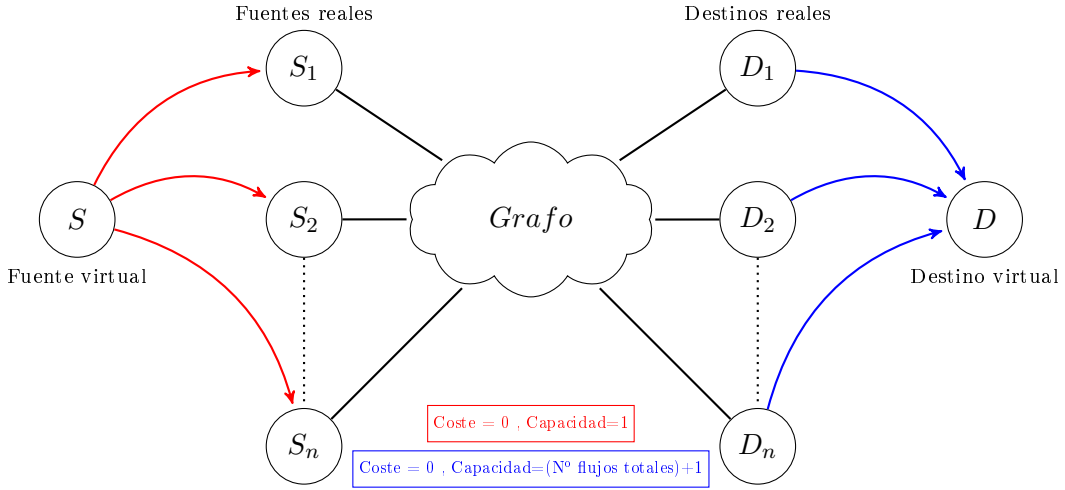 Fuentes reales
Destinos reales
S₁
D₁
S
S₂
Grafo
D₂
D
Fuente virtual
Destino virtual
Coste = 0 , Capacidad=1
Sₙ
Dₙ
Coste = 0 , Capacidad=(Nº flujos totales)+1